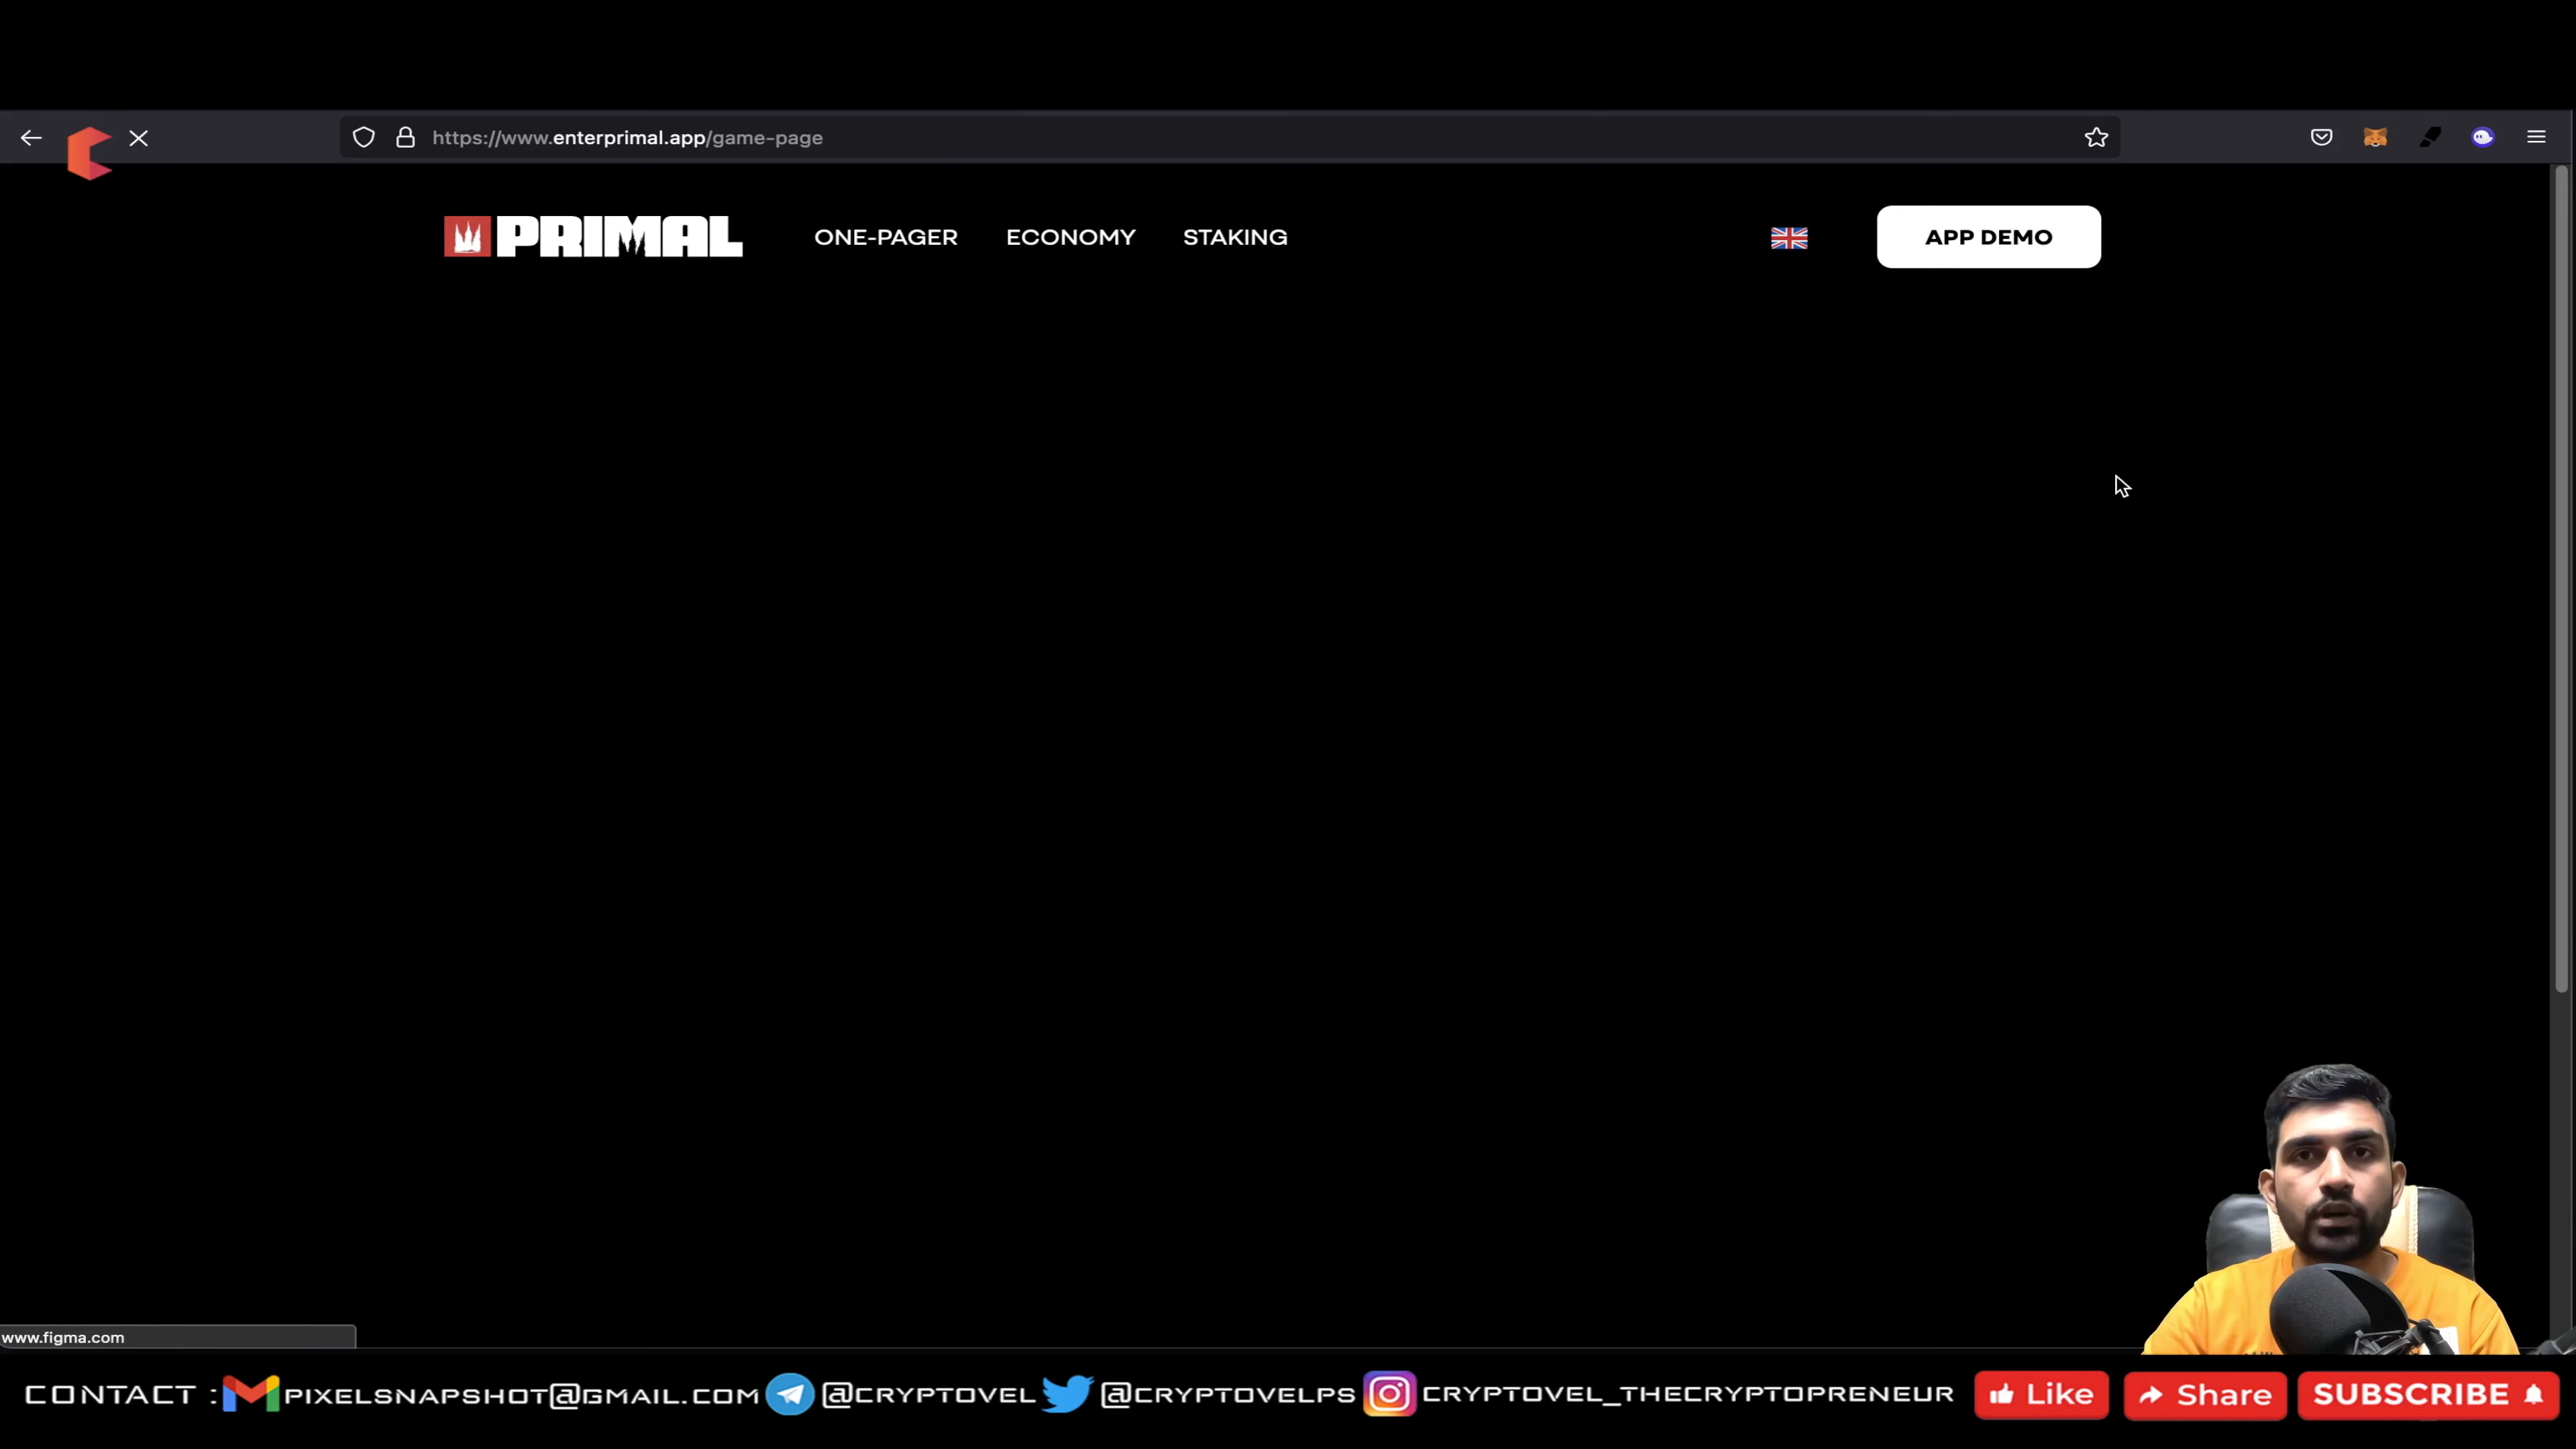 https://www.enterprimal.app/game-page
PRIMAL ONE-PAGER ECONOMY STAKING APP DEMO
www.figma.com
CONTACT : PIXELSNAPSHOT@GMAIL.COM @CRYPTOVEL @CRYPTOVELPS CRYPTOVEL_THECRYPTOPRENEUR Like Share SUBSCRIBE